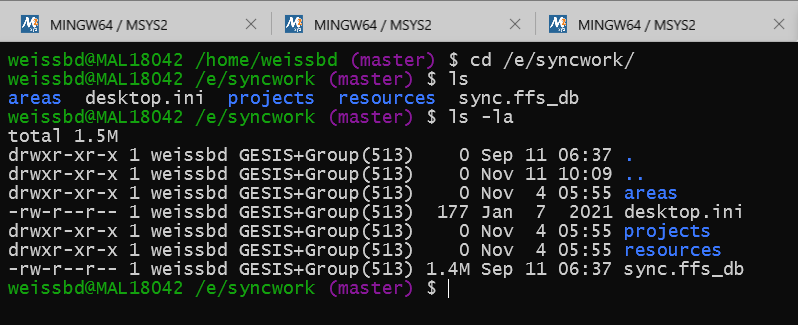 MINGW64 / MSYS2 MINGW64 / MSYS2 MINGW64 / MSYS2
weissbd@MAL18042 /home/weissbd (master) $ cd /e/syncwork/
weissbd@MAL18042 /e/syncwork (master) $ ls
areas desktop.ini projects resources sync.ffs_db
weissbd@MAL18042 /e/syncwork (master) $ ls -la
total 1.5M
drwxr-xr-x 1 weissbd GESIS+Group(513) 0 Sep 11 06:37 .
drwxr-xr-x 1 weissbd GESIS+Group(513) 0 Nov 11 10:09 ..
drwxr-xr-x 1 weissbd GESIS+Group(513) 0 Nov 4 05:55 areas
-rw-r--r-- 1 weissbd GESIS+Group(513) 177 Jan 7 2021 desktop.ini
drwxr-xr-x 1 weissbd GESIS+Group(513) 0 Nov 4 05:55 projects
drwxr-xr-x 1 weissbd GESIS+Group(513) 0 Nov 4 05:55 resources
-rw-r--r-- 1 weissbd GESIS+Group(513) 1.4M Sep 11 06:37 sync.ffs_db
weissbd@MAL18042 /e/syncwork (master) $